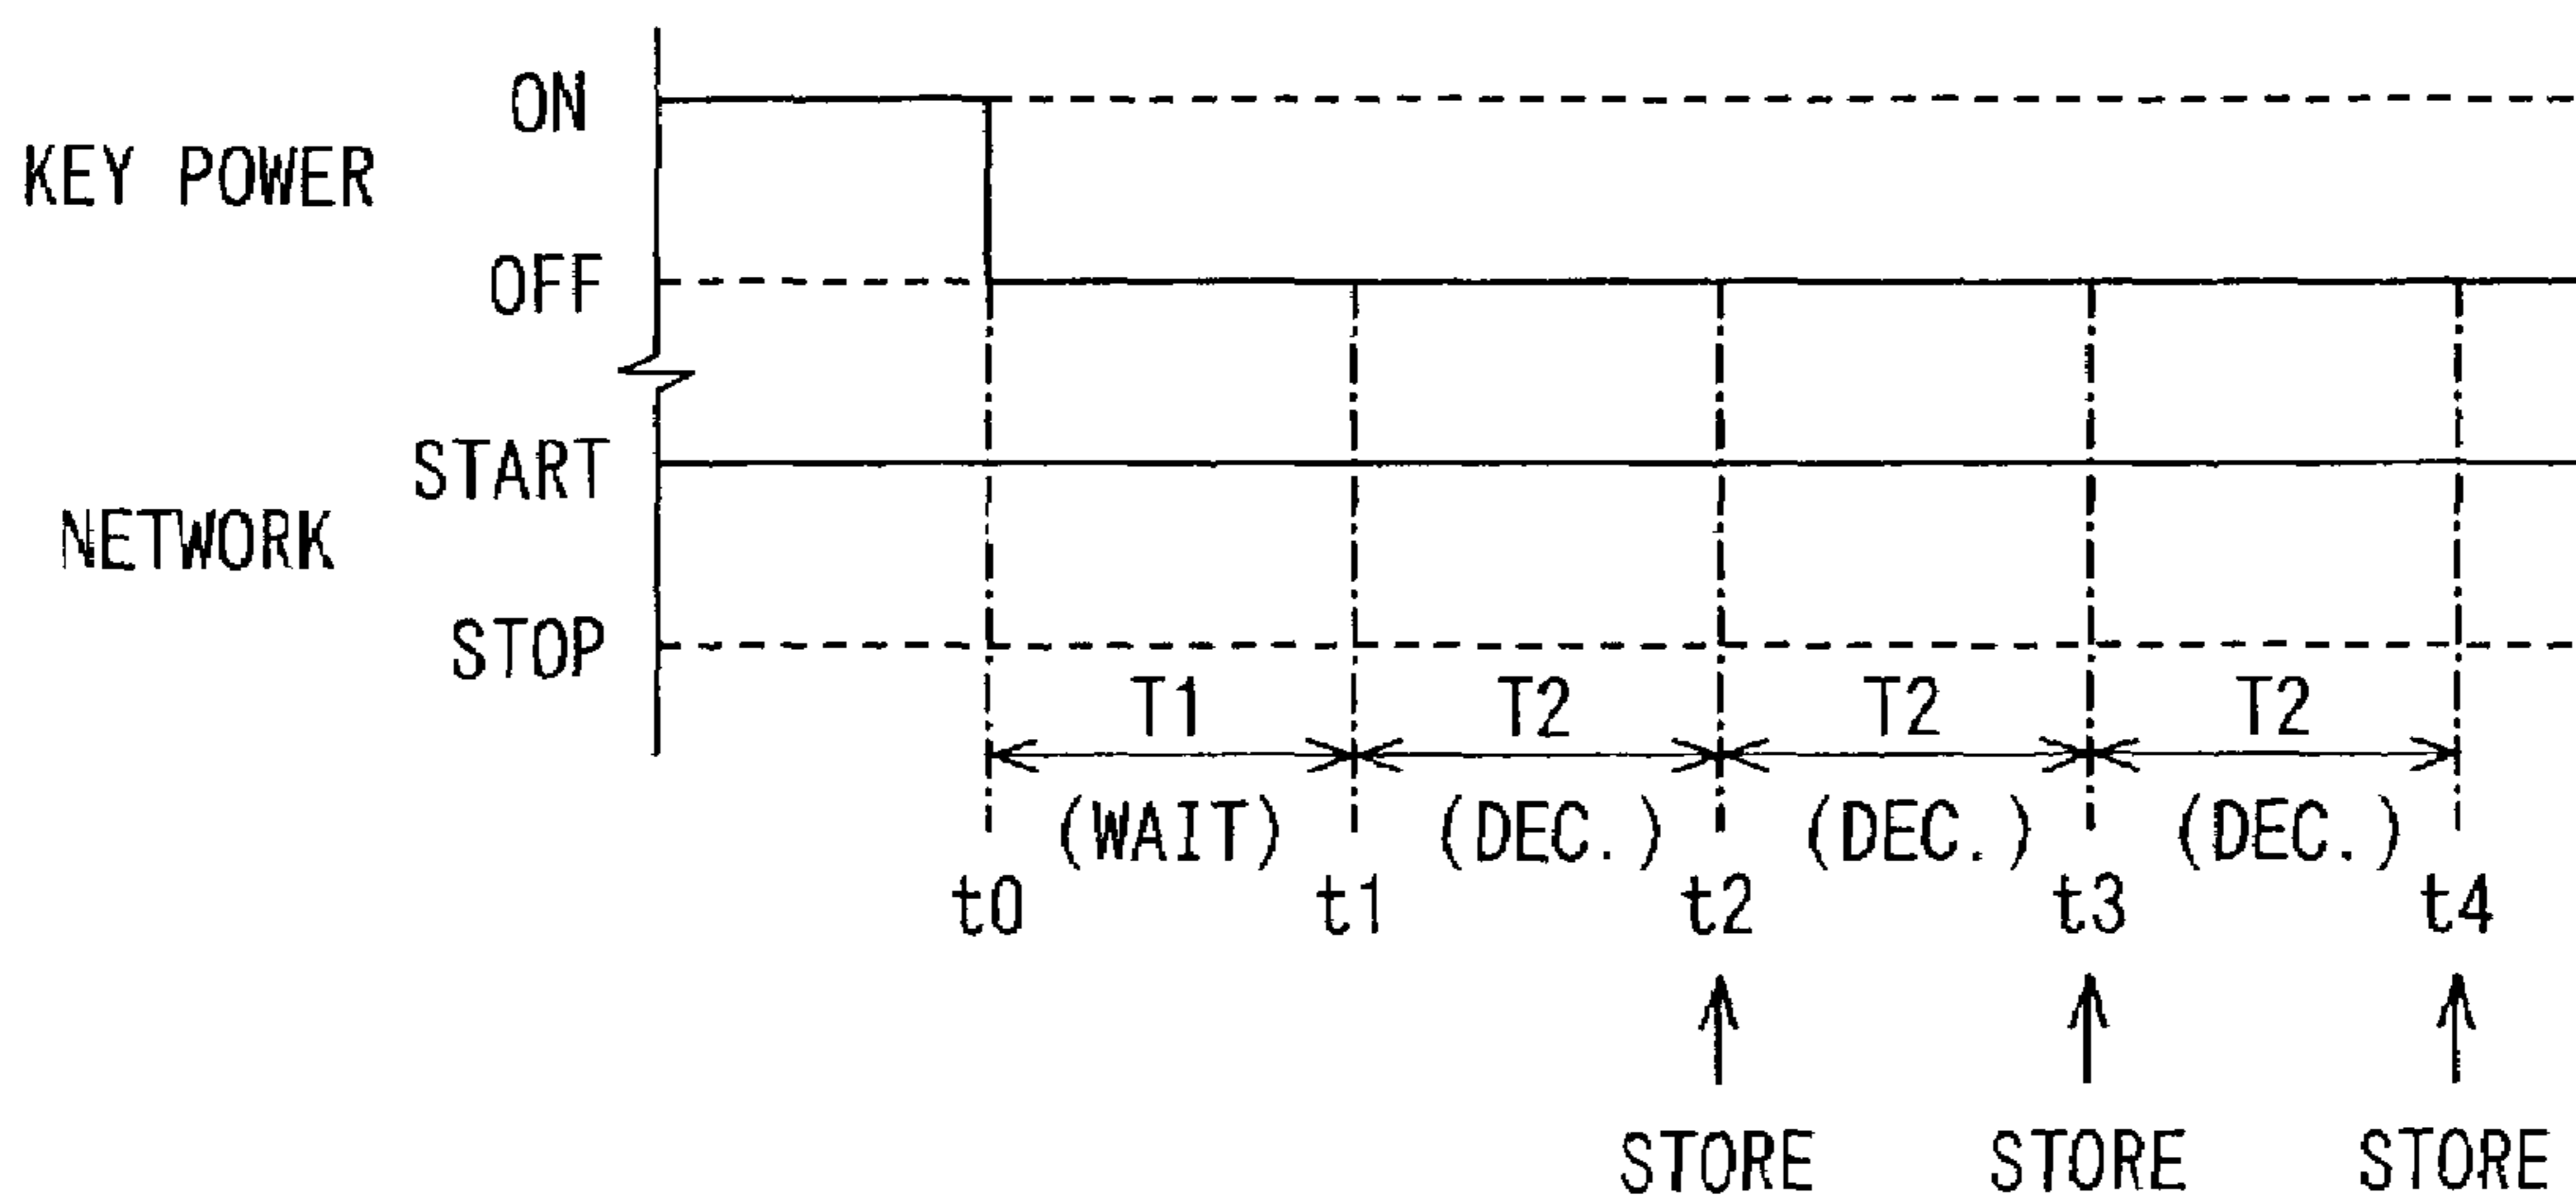 ON
KEY POWER
OFF
START
NETWORK
STOP
T1 T2 T2 T2
(WAIT) (DEC.) (DEC.) (DEC.)
t0 t1 t2 t3 t4
STORE STORE STORE